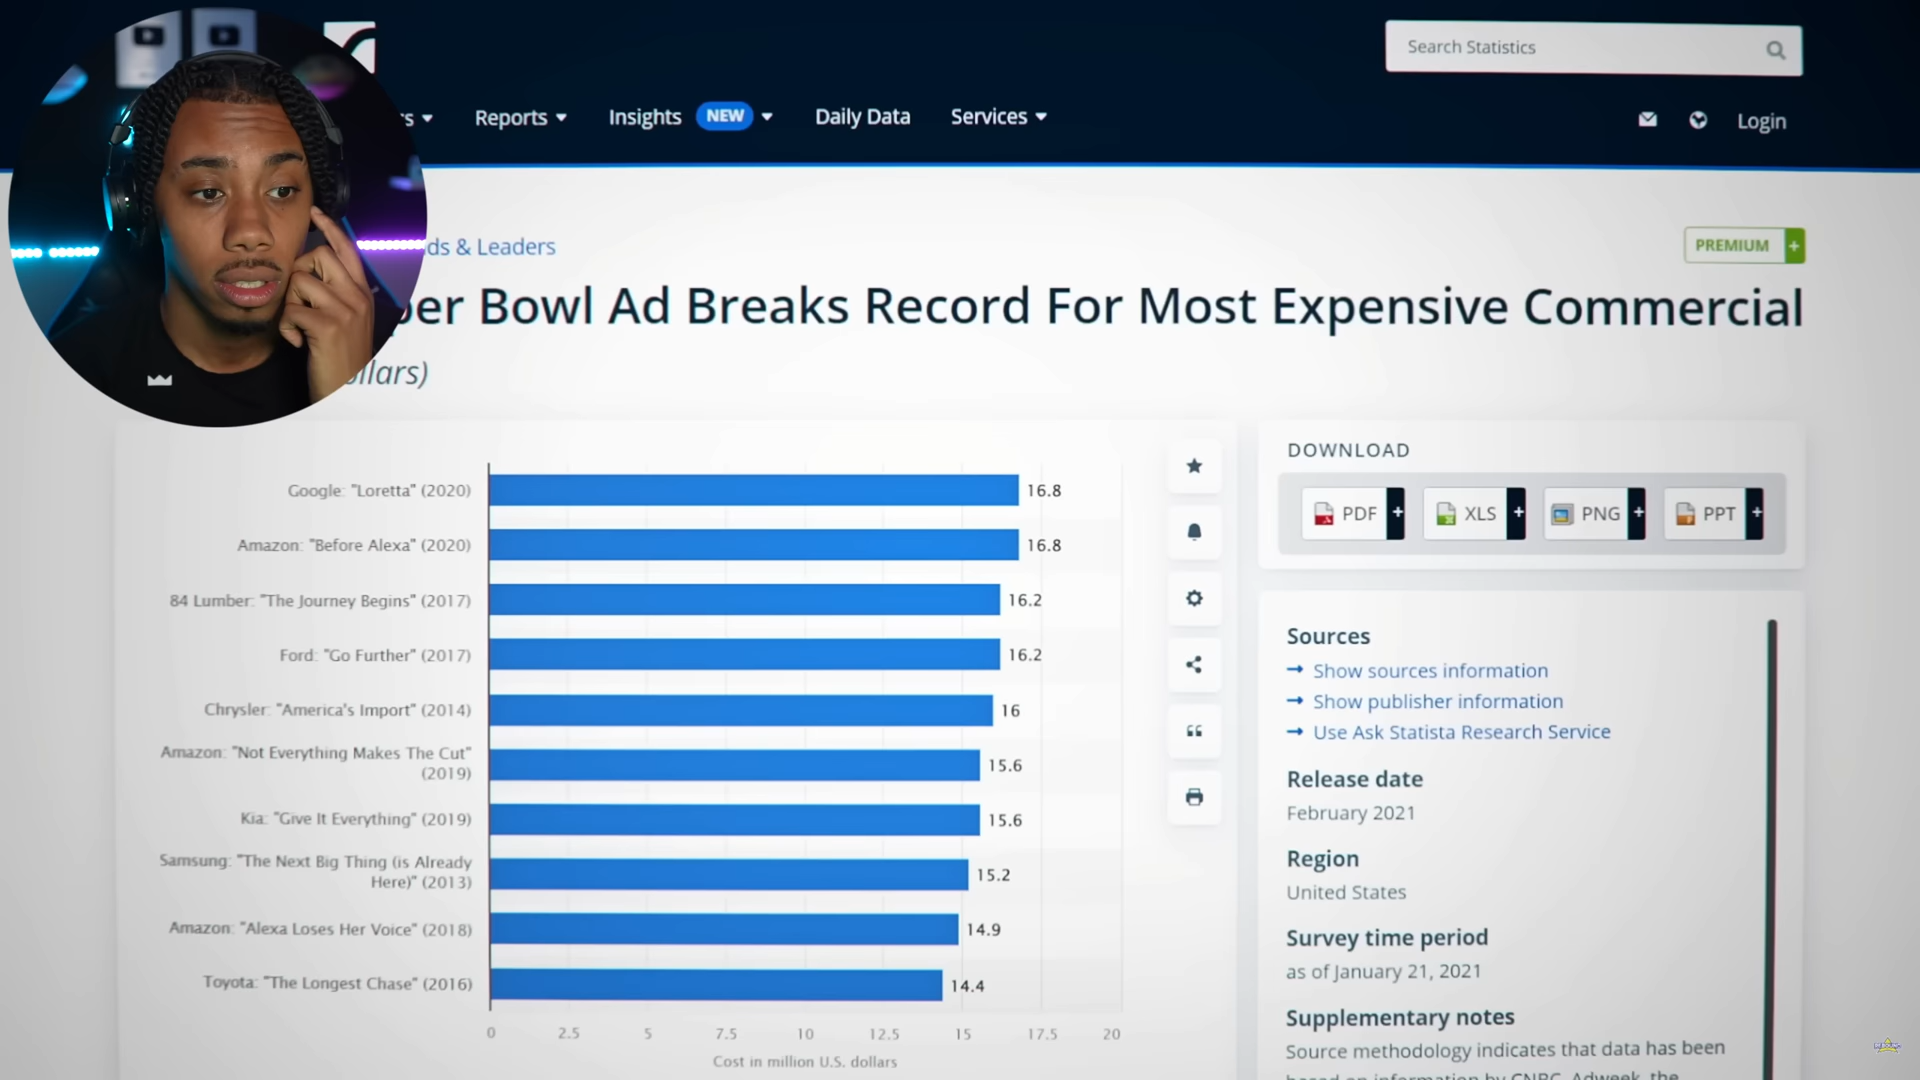 Search Statistics
Reports
Insights NEW
Daily Data
Services
Login
& Leaders
PREMIUM +
Bowl Ad Breaks Record For Most Expensive Commercial
Google: "Loretta" (2020)
16.8
Amazon: "Before Alexa" (2020)
16.8
84 Lumber: "The Journey Begins" (2017)
16.2
Ford: "Go Further" (2017)
16.2
Chrysler: "America's Import" (2014)
16
Amazon: "Not Everything Makes The Cut"
(2019)
15.6
Kia: "Give It Everything" (2019)
15.6
Samsung: "The Next Big Thing (is Already
Here)" (2013)
15.2
Amazon: "Alexa Loses Her Voice" (2018)
14.9
Toyota: "The Longest Chase" (2016)
14.4
0 2.5 5 7.5 10 12.5 15 17.5 20
Cost in million U.S. dollars
DOWNLOAD
PDF + XLS + PNG + PPT +
Sources
→ Show sources information
→ Show publisher information
→ Use Ask Statista Research Service
Release date
February 2021
Region
United States
Survey time period
as of January 21, 2021
Supplementary notes
Source methodology indicates that data has been
based on information by CNBC, Adweek, the